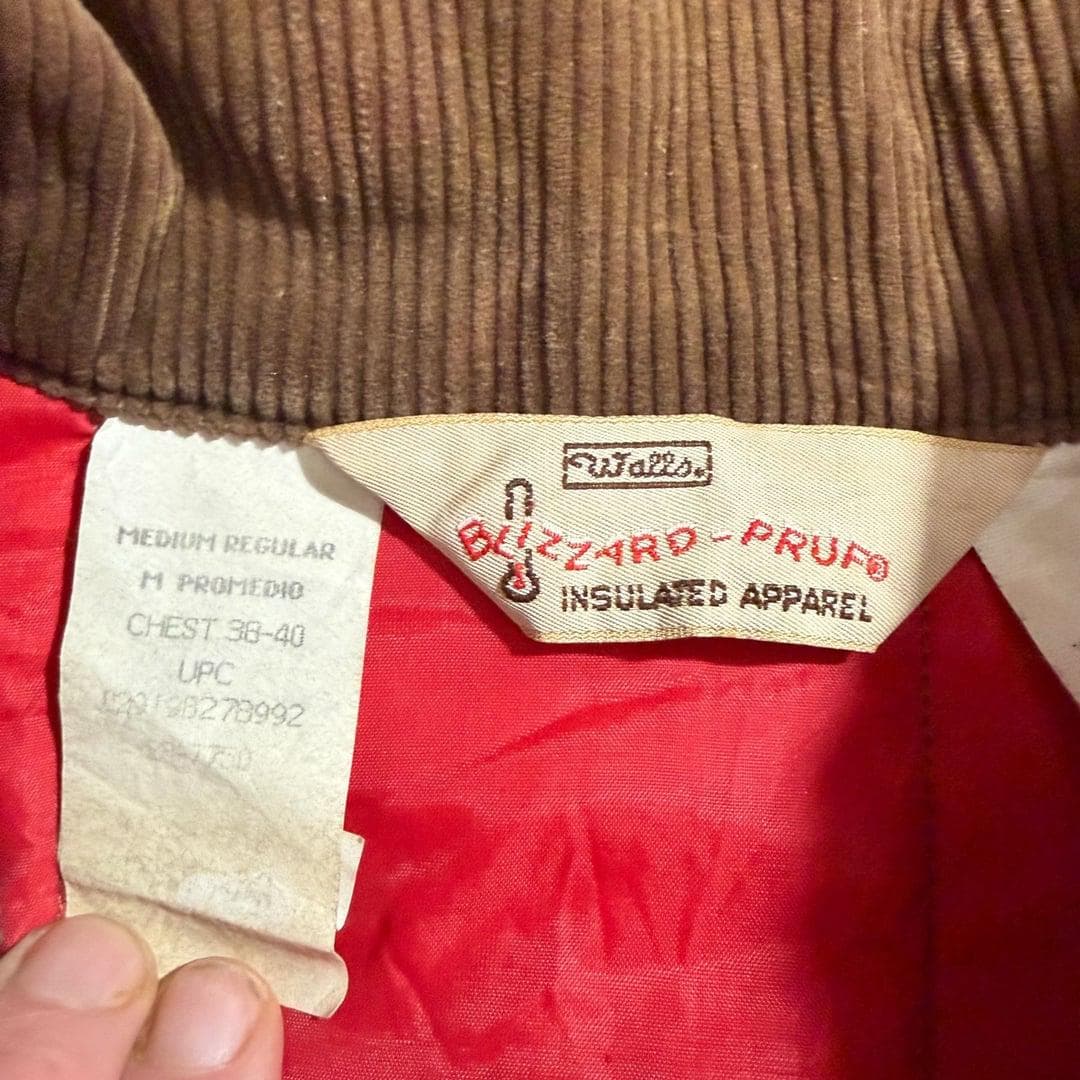 MEDIUM REGULAR
M PROMEDIO
CHEST 38-40
UPC
Walls
BLIZZARD-PRUF®
INSULATED APPAREL